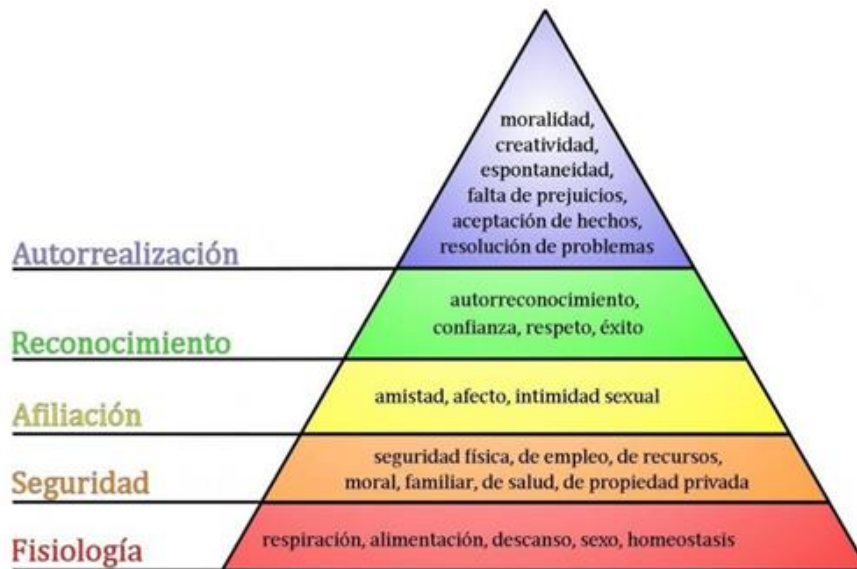 moralidad,
creatividad,
espontaneidad,
falta de prejuicios,
aceptación de hechos,
resolución de problemas
Autorrealización
autorreconocimiento,
confianza, respeto, éxito
Reconocimiento
amistad, afecto, intimidad sexual
Afiliación
seguridad física, de empleo, de recursos,
moral, familiar, de salud, de propiedad privada
Seguridad
respiración, alimentación, descanso, sexo, homeostasis
Fisiología